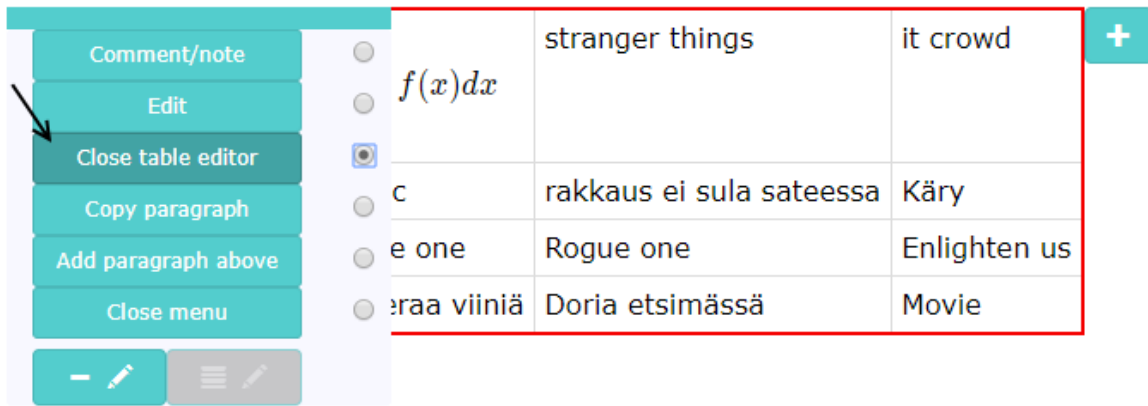 Comment/note
Edit
Close table editor
Copy paragraph
Add paragraph above
Close menu
f(x)dx stranger things it crowd
c rakkaus ei sula sateessa Käry
e one Rogue one Enlighten us
eraa viiniä Doria etsimässä Movie